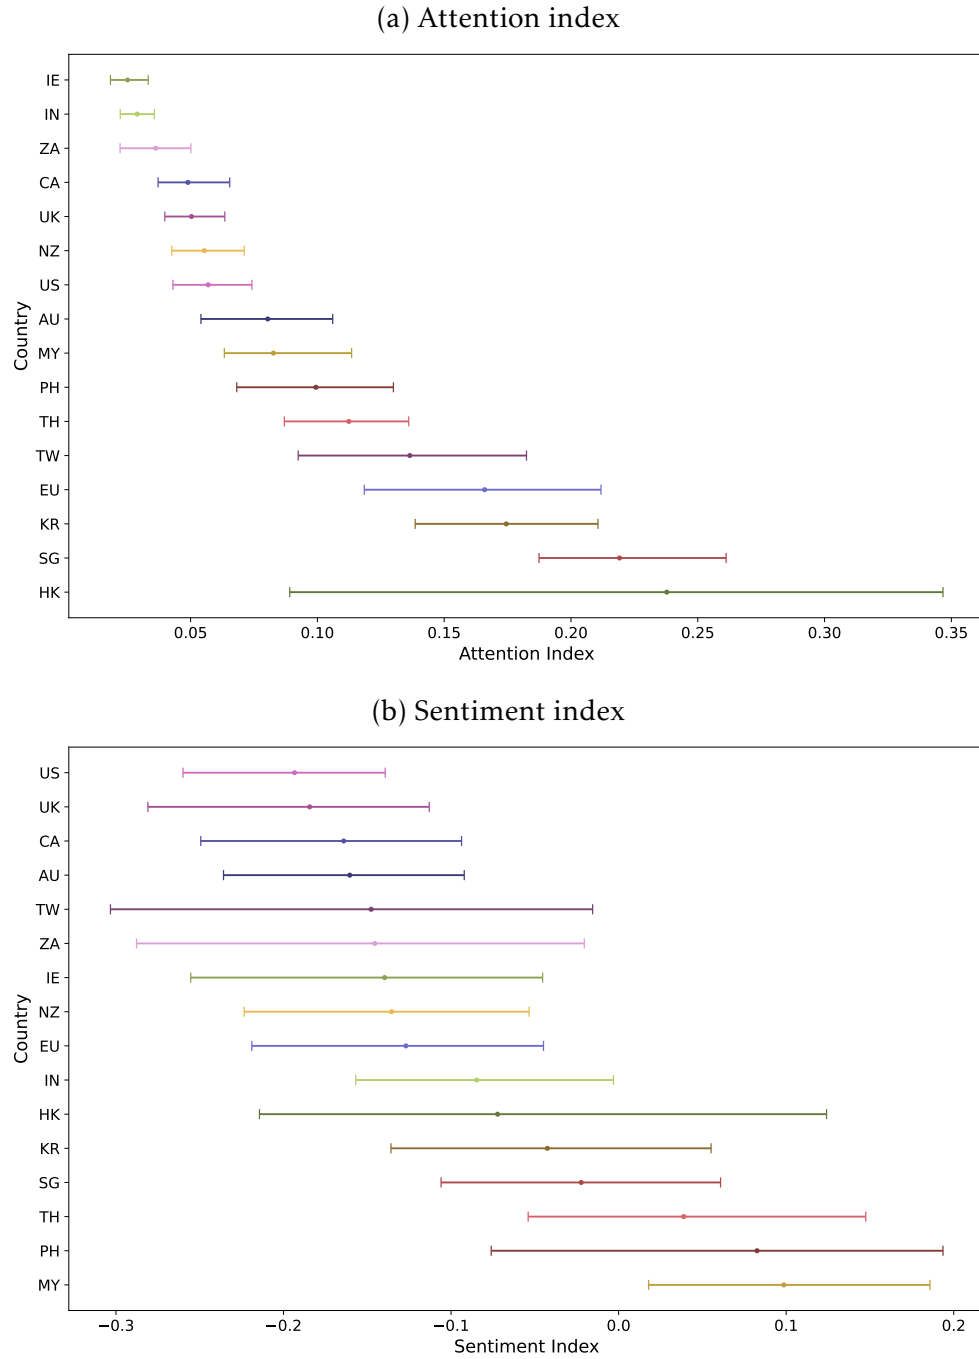 (a) Attention index
IE
IN
ZA
CA
UK
NZ
US
AU
MY
PH
TH
TW
EU
KR
SG
HK
Country
0.05 0.10 0.15 0.20 0.25 0.30 0.35
Attention Index
(b) Sentiment index
US
UK
CA
AU
TW
ZA
IE
NZ
EU
IN
HK
KR
SG
TH
PH
MY
Country
−0.3 −0.2 −0.1 0.0 0.1 0.2
Sentiment Index